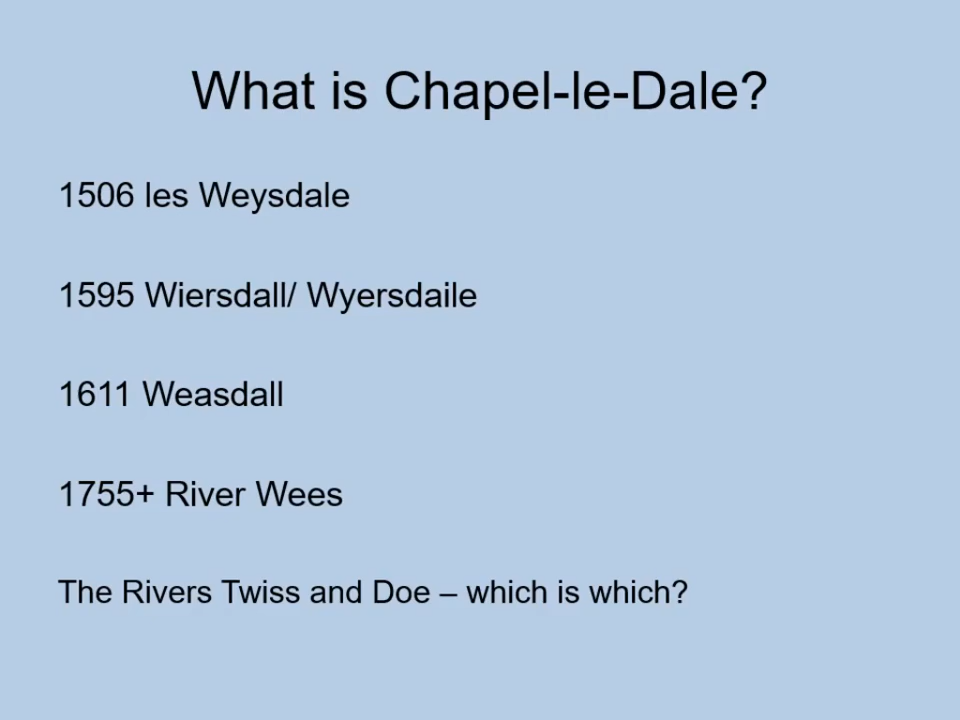 What is Chapel-le-Dale?
1506 les Weysdale
1595 Wiersdall/ Wyersdaile
1611 Weasdall
1755+ River Wees
The Rivers Twiss and Doe – which is which?